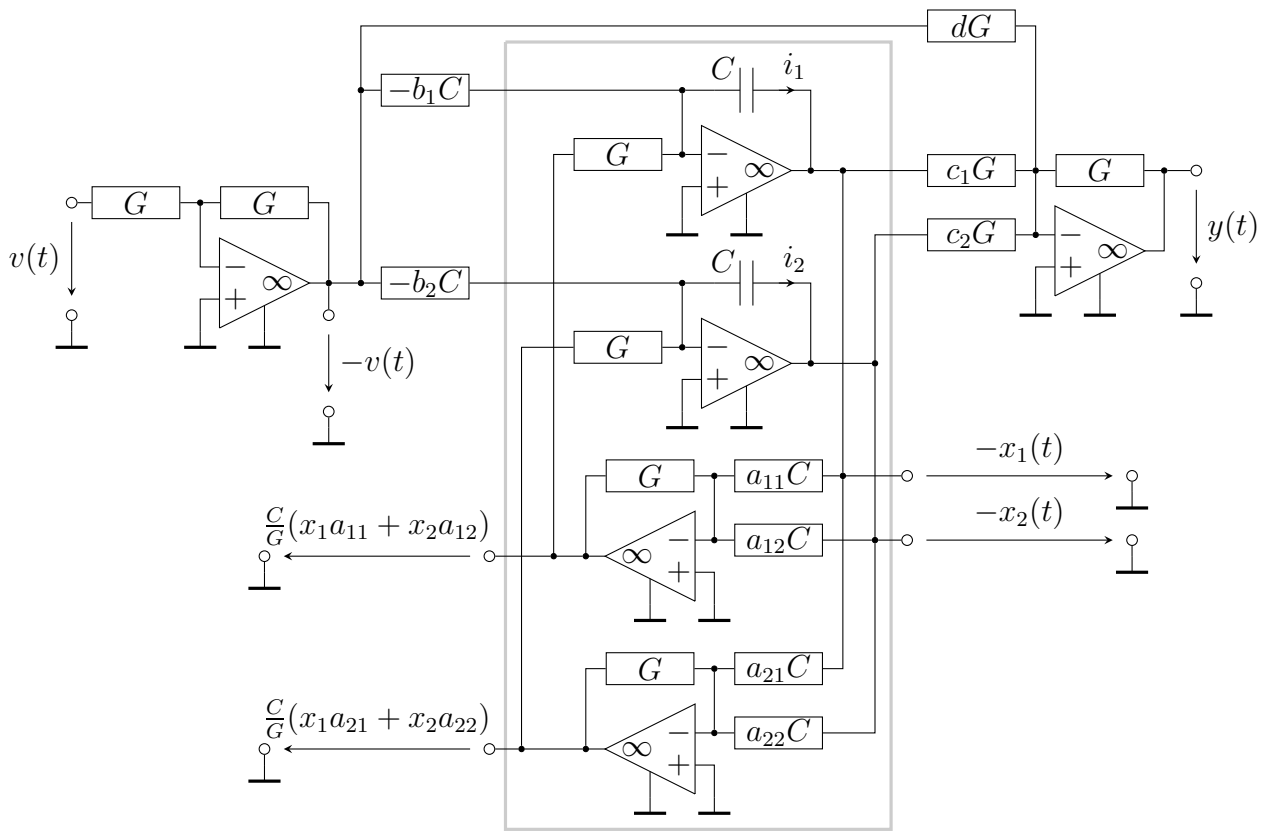 dG
C
i₁
−b₁C
G
−
∞
+
c₁G
G
G
G
v(t)
−
∞
+
c₂G
−
∞
+
y(t)
C
i₂
−b₂C
G
−
∞
+
−v(t)
−x₁(t)
G
a₁₁C
C/G(x₁a₁₁ + x₂a₁₂)
−x₂(t)
∞
−
+
a₁₂C
G
a₂₁C
C/G(x₁a₂₁ + x₂a₂₂)
∞
−
+
a₂₂C